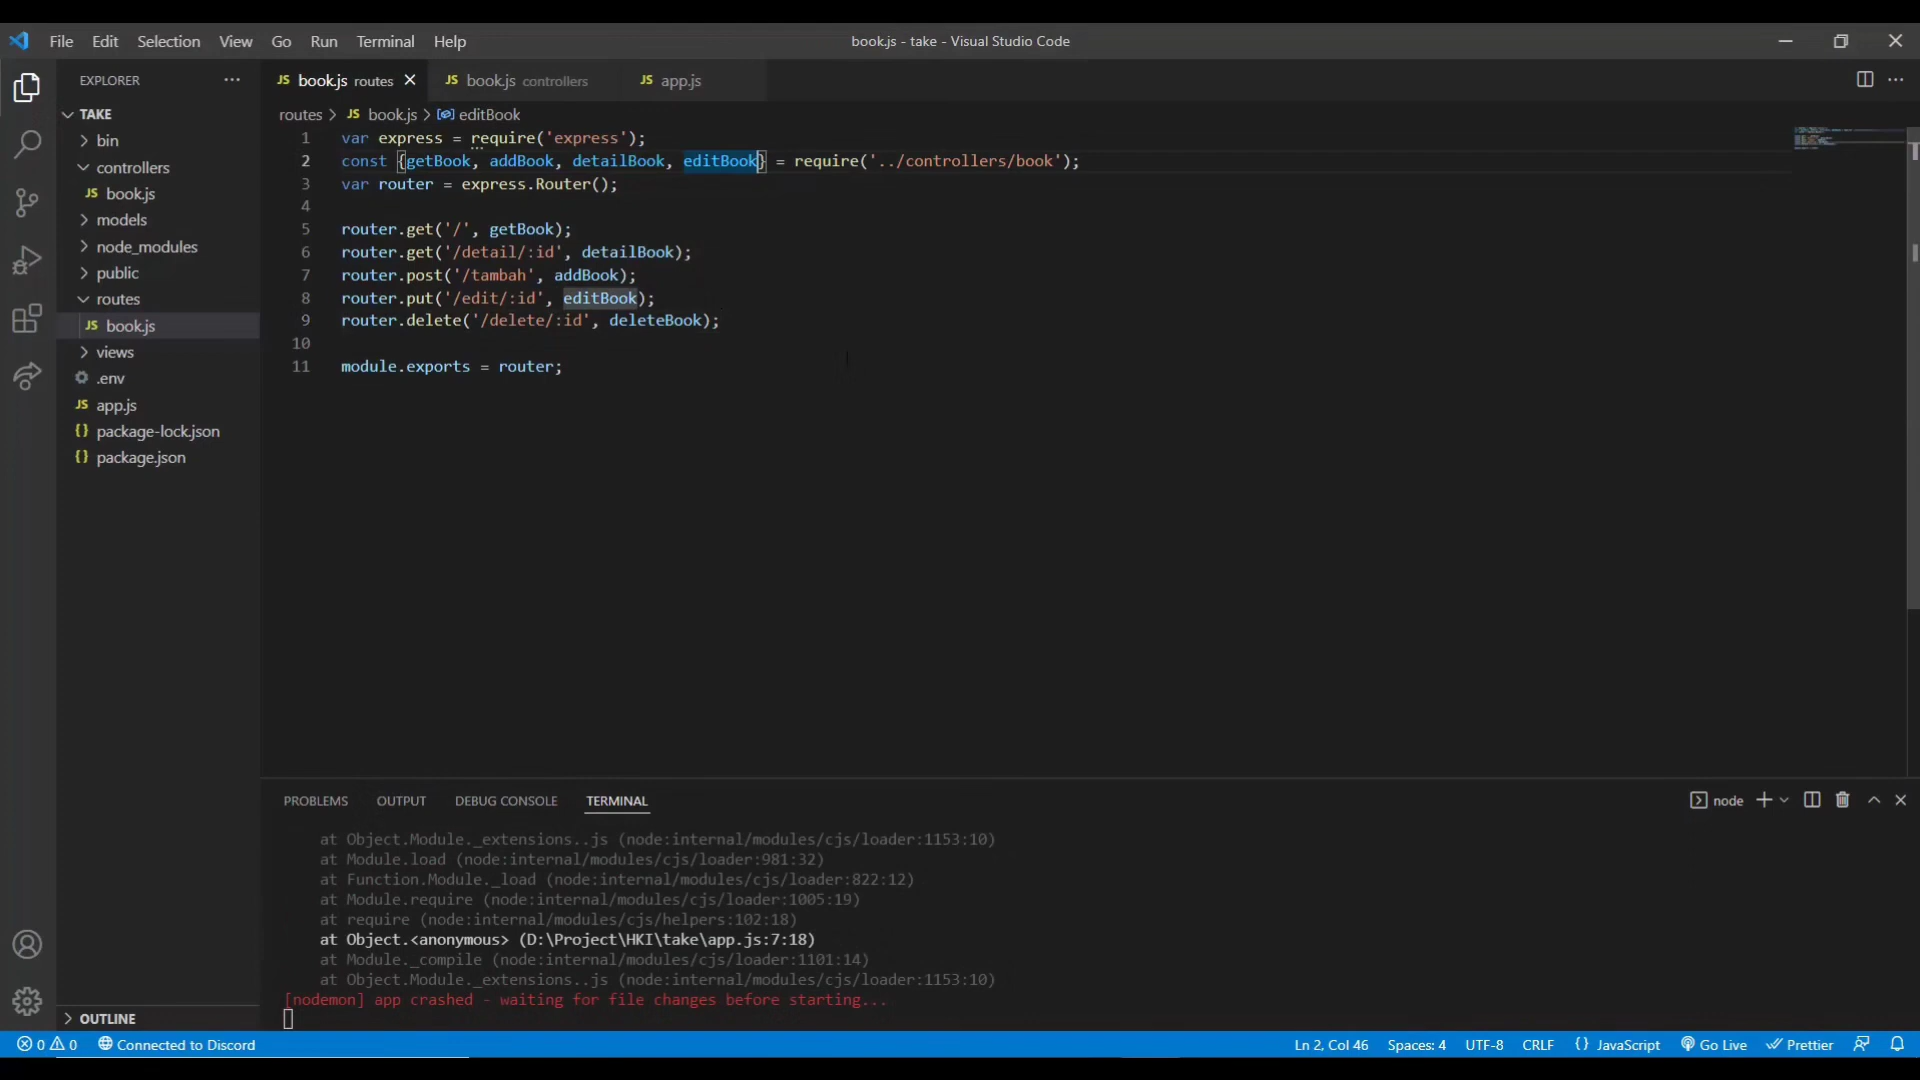 File Edit Selection View Go Run Terminal Help
book.js - take - Visual Studio Code
EXPLORER
JS book.js routes
JS book.js controllers
JS app.js
TAKE
bin
controllers
JS book.js
models
node_modules
public
routes
JS book.js
views
.env
JS app.js
{} package-lock.json
{} package.json
OUTLINE
routes > JS book.js > editBook
1 var express = require('express');
2 const {getBook, addBook, detailBook, editBook} = require('../controllers/book');
3 var router = express.Router();
4
5 router.get('/', getBook);
6 router.get('/detail/:id', detailBook);
7 router.post('/tambah', addBook);
8 router.put('/edit/:id', editBook);
9 router.delete('/delete/:id', deleteBook);
10
11 module.exports = router;
PROBLEMS OUTPUT DEBUG CONSOLE TERMINAL
node
at Object.Module._extensions..js (node:internal/modules/cjs/loader:1153:10)
at Module.load (node:internal/modules/cjs/loader:981:32)
at Function.Module._load (node:internal/modules/cjs/loader:822:12)
at Module.require (node:internal/modules/cjs/loader:1005:19)
at require (node:internal/modules/cjs/helpers:102:18)
at Object.<anonymous> (D:\Project\HKI\take\app.js:7:18)
at Module._compile (node:internal/modules/cjs/loader:1101:14)
at Object.Module._extensions..js (node:internal/modules/cjs/loader:1153:10)
[nodemon] app crashed - waiting for file changes before starting...
0 0 Connected to Discord
Ln 2, Col 46 Spaces: 4 UTF-8 CRLF {} JavaScript Go Live Prettier